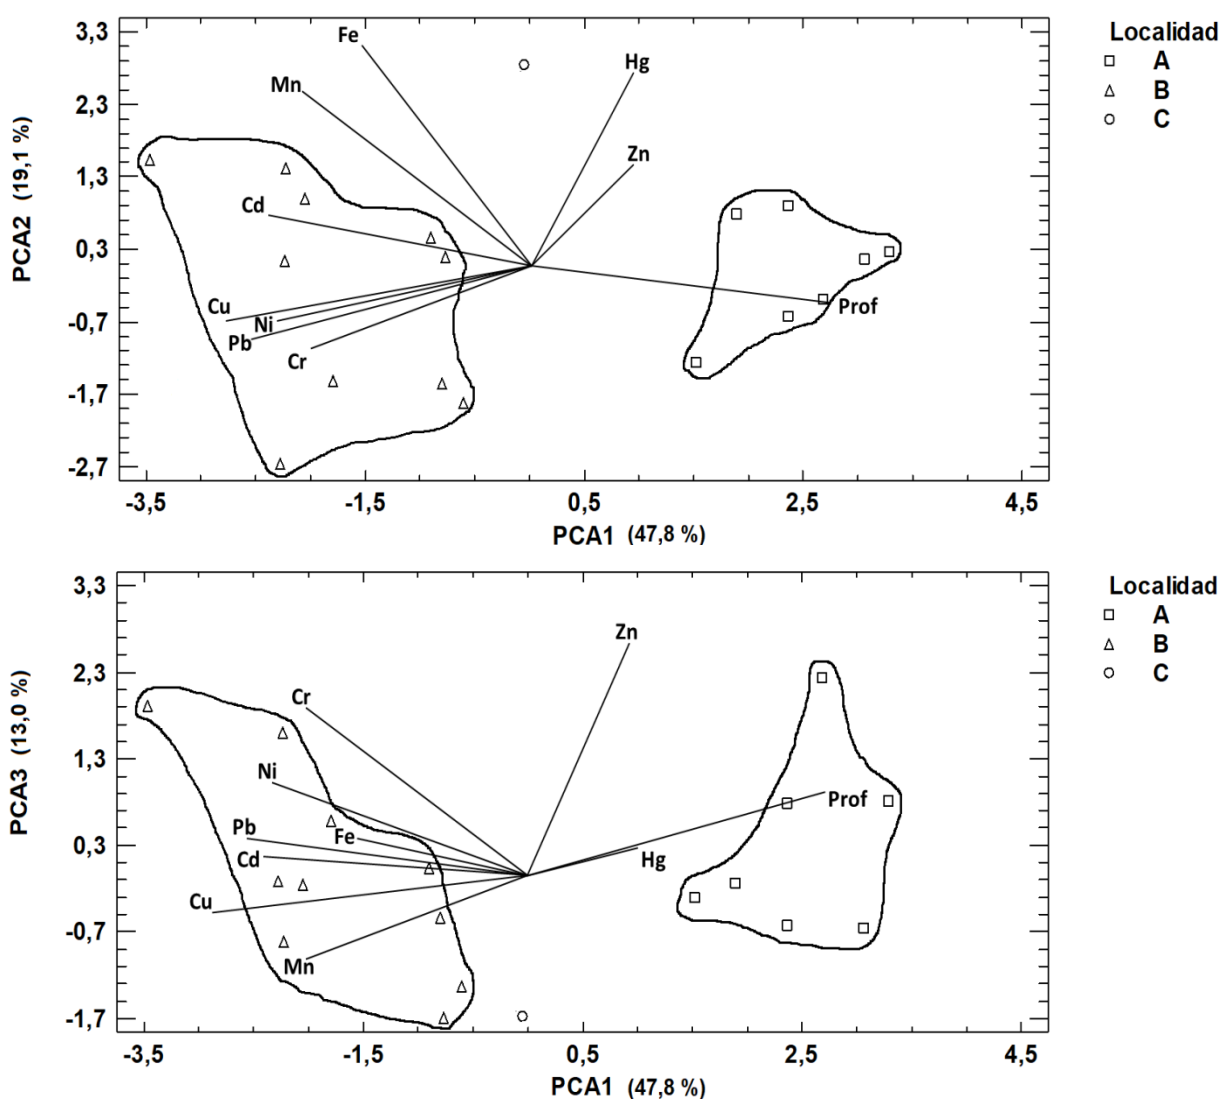 Localidad
A
B
C
PCA2 (19,1 %)
3,3
2,3
1,3
0,3
-0,7
-1,7
-2,7
Fe
Hg
Mn
Zn
Cd
Cu
Ni
Pb
Cr
Prof
-3,5 -1,5 0,5 2,5 4,5
PCA1 (47,8 %)
Localidad
A
B
C
PCA3 (13,0 %)
3,3
2,3
1,3
0,3
-0,7
-1,7
Zn
Cr
Ni
Prof
Pb
Fe
Cd
Hg
Cu
Mn
-3,5 -1,5 0,5 2,5 4,5
PCA1 (47,8 %)